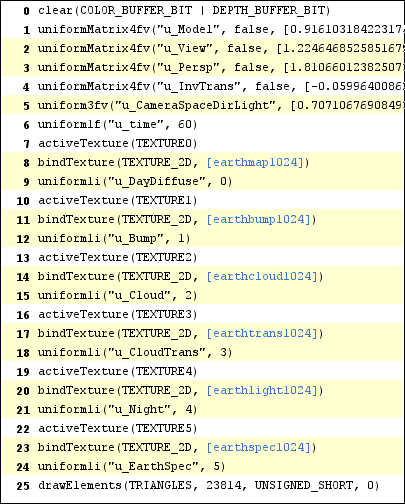 0 clear(COLOR_BUFFER_BIT | DEPTH_BUFFER_BIT)
1 uniformMatrix4fv("u_Model", false, [0.91610318422317
2 uniformMatrix4fv("u_View", false, [1.2246468525851679
3 uniformMatrix4fv("u_Persp", false, [1.81066012382507
4 uniformMatrix4fv("u_InvTrans", false, [-0.0599640086
5 uniform3fv("u_CameraSpaceDirLight", [0.7071067690849
6 uniform1f("u_time", 60)
7 activeTexture(TEXTURE0)
8 bindTexture(TEXTURE_2D, [earthmap1024])
9 uniform1i("u_DayDiffuse", 0)
10 activeTexture(TEXTURE1)
11 bindTexture(TEXTURE_2D, [earthbump1024])
12 uniform1i("u_Bump", 1)
13 activeTexture(TEXTURE2)
14 bindTexture(TEXTURE_2D, [earthcloud1024])
15 uniform1i("u_Cloud", 2)
16 activeTexture(TEXTURE3)
17 bindTexture(TEXTURE_2D, [earthtrans1024])
18 uniform1i("u_CloudTrans", 3)
19 activeTexture(TEXTURE4)
20 bindTexture(TEXTURE_2D, [earthlight1024])
21 uniform1i("u_Night", 4)
22 activeTexture(TEXTURE5)
23 bindTexture(TEXTURE_2D, [earthspec1024])
24 uniform1i("u_EarthSpec", 5)
25 drawElements(TRIANGLES, 23814, UNSIGNED_SHORT, 0)